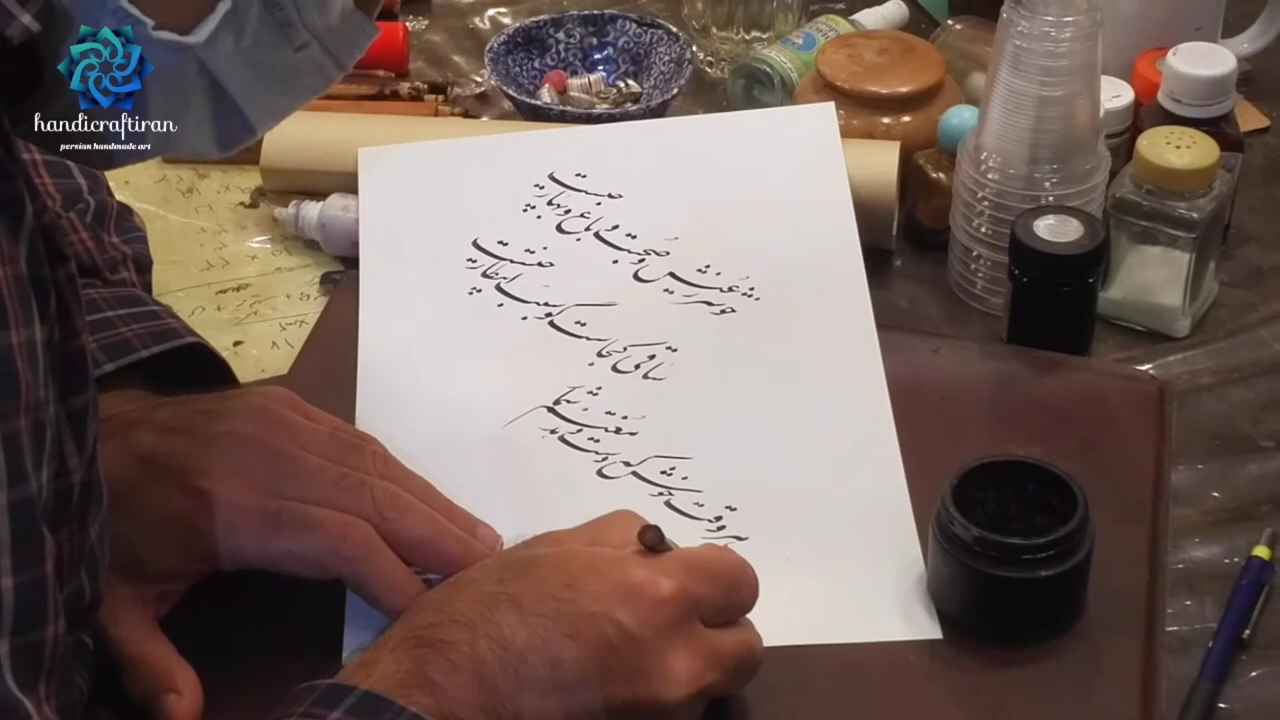 handicraftiran
persian handmade art
خوشتر ز عیش و صحبت و باغ و بهار چیست
ساقی کجاست گو سبب انتظار چیست
هر وقت خوش که دست دهد مغتنم شمار